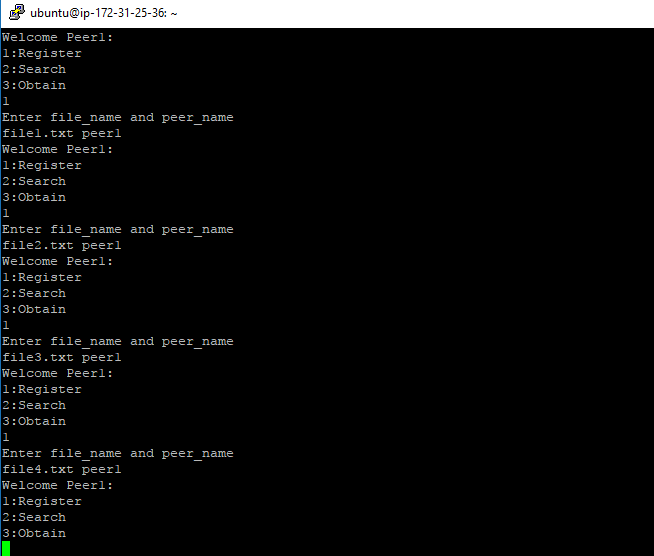 ubuntu@ip-172-31-25-36: ~
Welcome Peer1:
1:Register
2:Search
3:Obtain
1
Enter file_name and peer_name
file1.txt peer1
Welcome Peer1:
1:Register
2:Search
3:Obtain
1
Enter file_name and peer_name
file2.txt peer1
Welcome Peer1:
1:Register
2:Search
3:Obtain
1
Enter file_name and peer_name
file3.txt peer1
Welcome Peer1:
1:Register
2:Search
3:Obtain
1
Enter file_name and peer_name
file4.txt peer1
Welcome Peer1:
1:Register
2:Search
3:Obtain